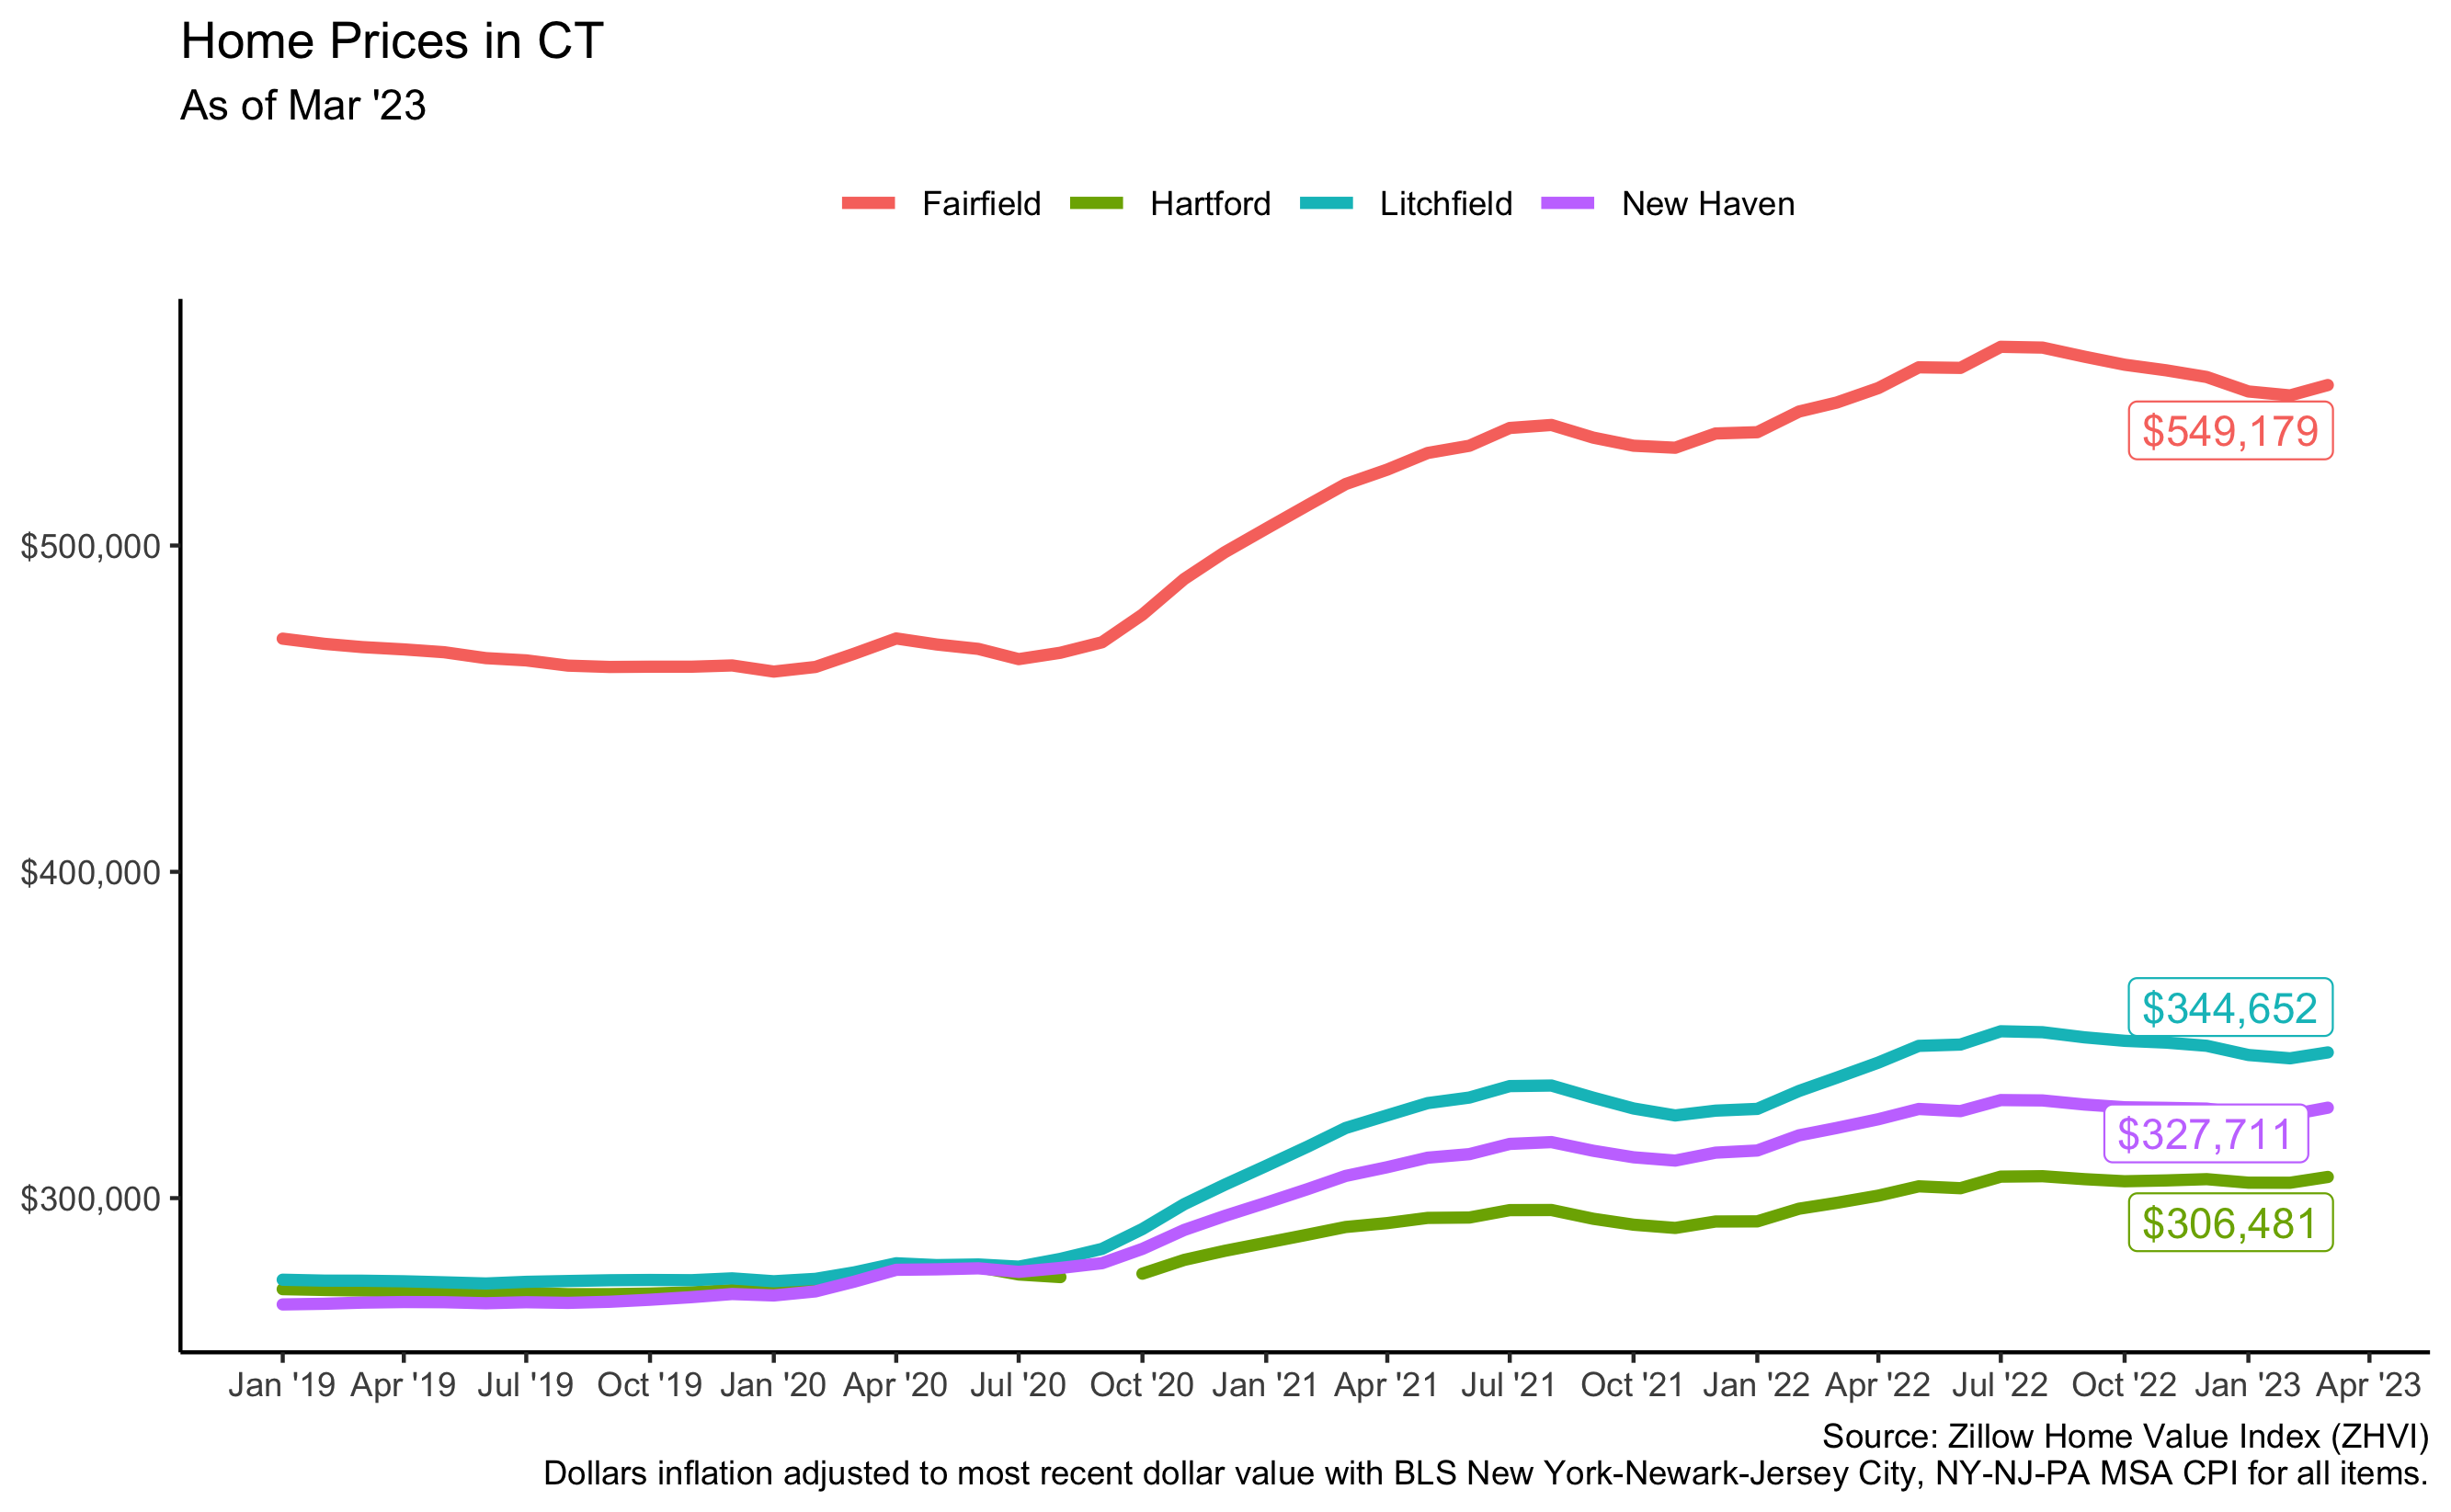 Home Prices in CT
As of Mar '23
Fairfield Hartford Litchfield New Haven
$549,179
$500,000
$400,000
$344,652
$327,711
$300,000
$306,481
Jan '19 Apr '19 Jul '19 Oct '19 Jan '20 Apr '20 Jul '20 Oct '20 Jan '21 Apr '21 Jul '21 Oct '21 Jan '22 Apr '22 Jul '22 Oct '22 Jan '23 Apr '23
Source: Zillow Home Value Index (ZHVI)
Dollars inflation adjusted to most recent dollar value with BLS New York-Newark-Jersey City, NY-NJ-PA MSA CPI for all items.